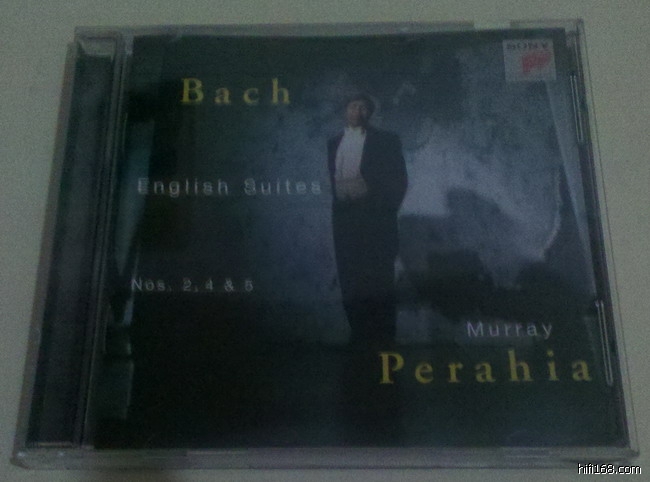 SONY
Bach
English Suites
Nos. 2, 4 & 5
Murray
Perahia
hifi168.com